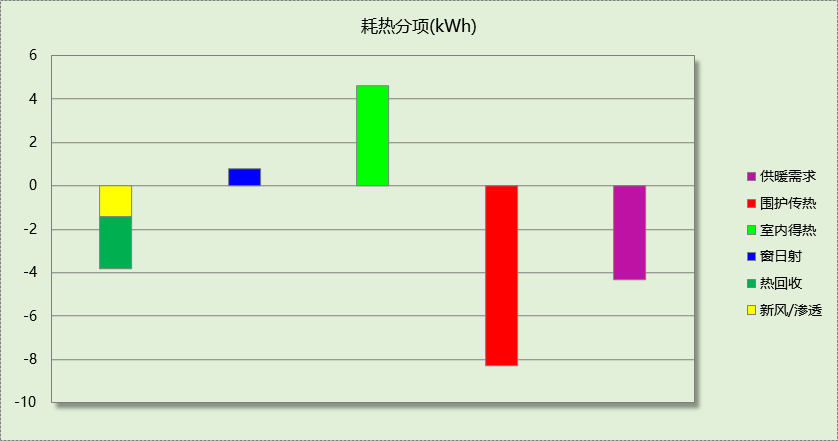 耗热分项(kWh)
6
4
2
0
-2
-4
-6
-8
-10
供暖需求
围护传热
室内得热
窗日射
热回收
新风/渗透